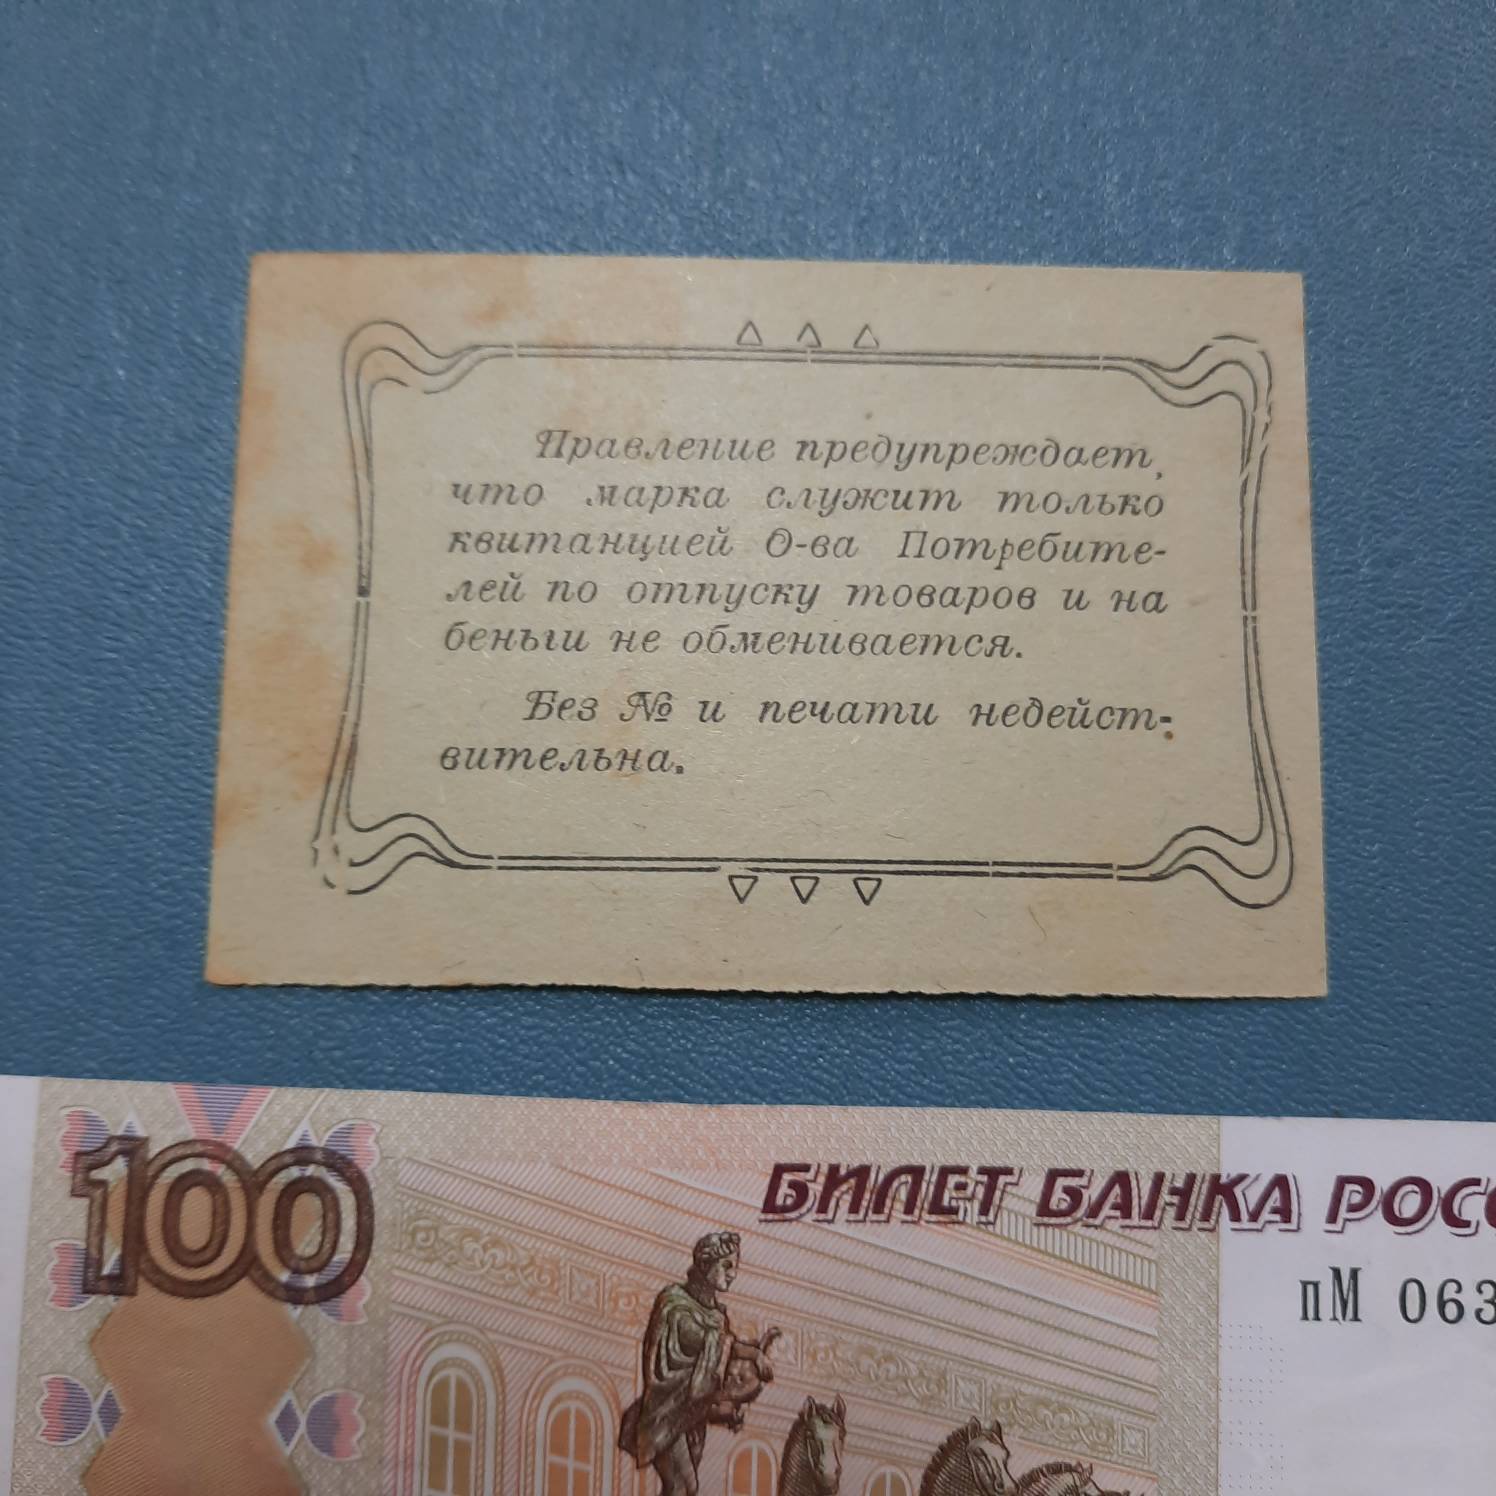 Правление предупреждает,
что марка служит только
квитанцией О-ва Потребите-
лей по отпуску товаров и на
беньги не обменивается.
Без № и печати недейст-
вительна.
100
БИЛЕТ БАНКА РОСС
пМ 063